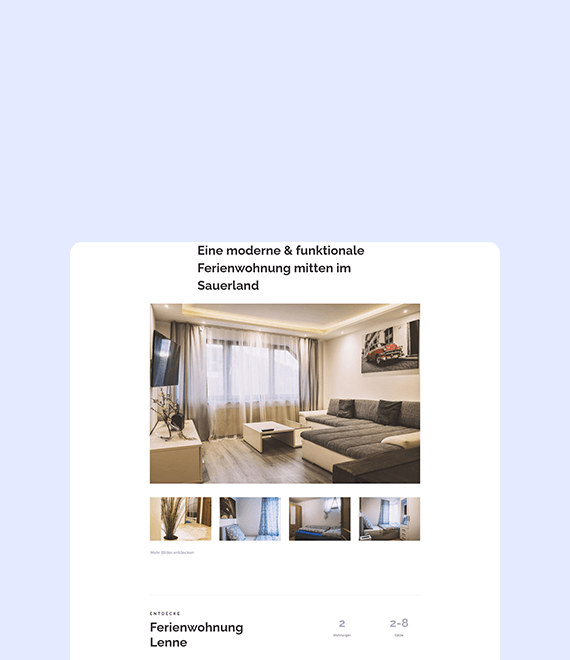 Eine moderne & funktionale
Ferienwohnung mitten im
Sauerland
Mehr Bilder entdecken
ENTDECKE
Ferienwohnung
Lenne
2
2-8
Wohnungen
Gäste